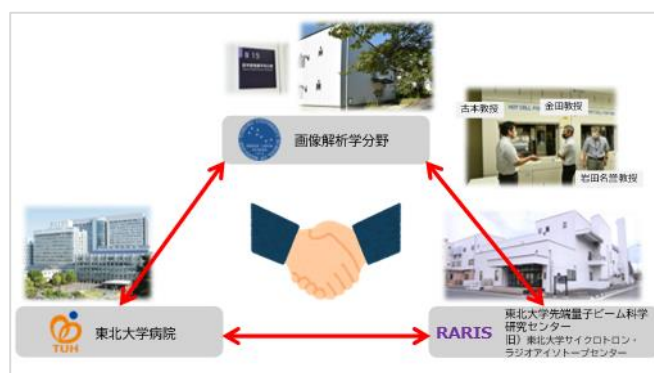 画像解析学分野
古本教授
金田教授
岩田名誉教授
TUH
東北大学病院
RARIS
東北大学先端量子ビーム科学
研究センター
旧）東北大学サイクロトロン・
ラジオアイソトープセンター